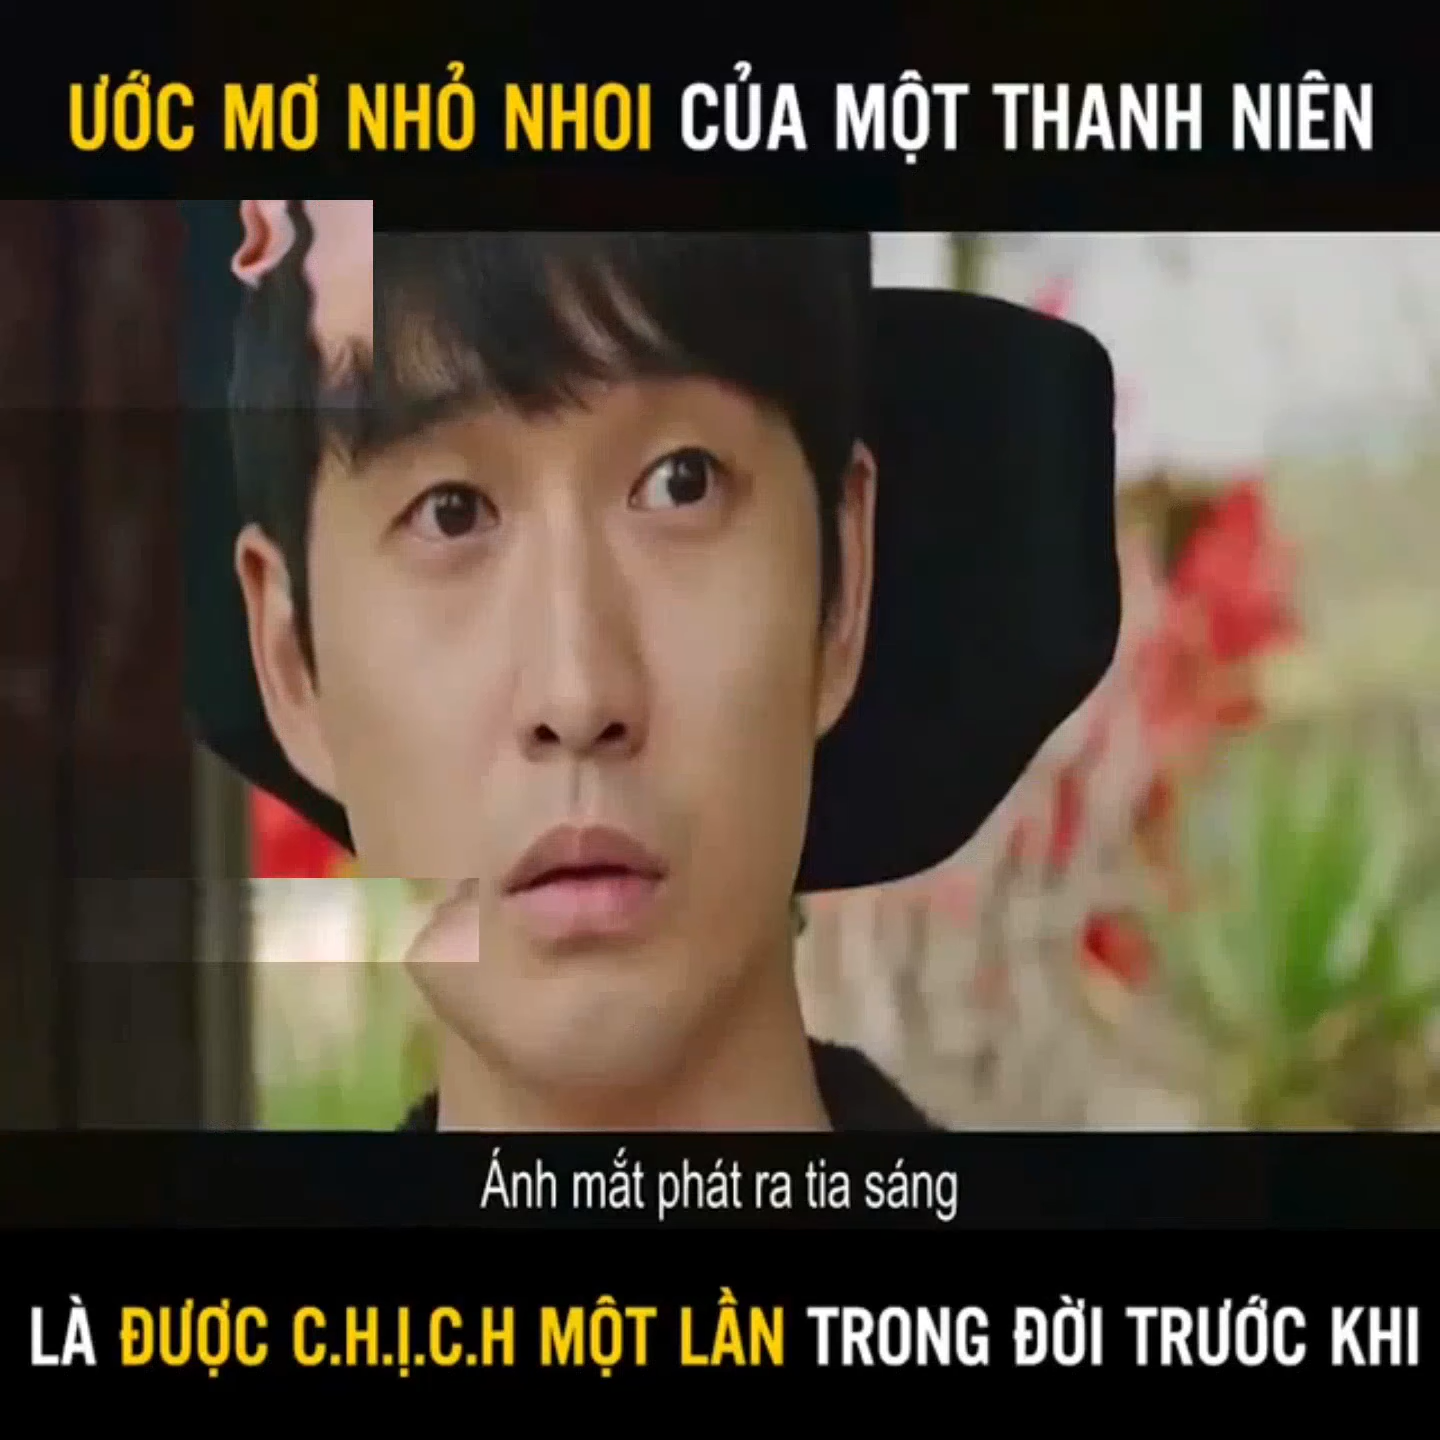 ƯỚC MƠ NHỎ NHOI CỦA MỘT THANH NIÊN
Ánh mắt phát ra tia sáng
LÀ ĐƯỢC C.H.Ị.C.H MỘT LẦN TRONG ĐỜI TRƯỚC KHI